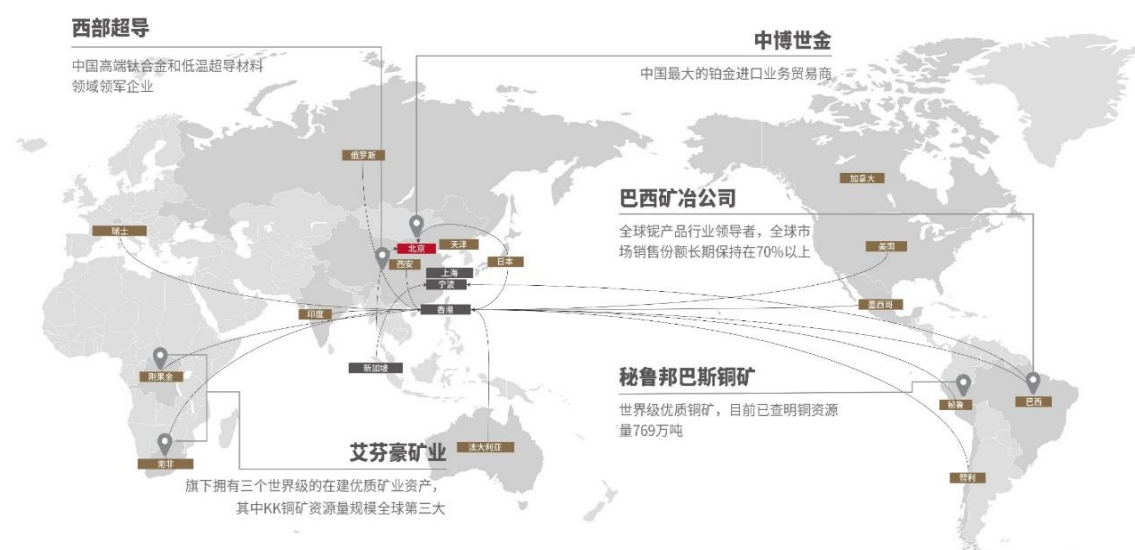 西部超导
中国高端钛合金和低温超导材料
领域领军企业
中博世金
中国最大的铂金进口业务贸易商
俄罗斯
加拿大
巴西矿冶公司
全球铌产品行业领导者，全球市
场销售份额长期保持在70%以上
瑞士
北京
天津
美国
西安
日本
上海
宁波
墨西哥
印度
香港
新加坡
刚果金
秘鲁邦巴斯铜矿
世界级优质铜矿，目前已查明铜资源
量769万吨
秘鲁
巴西
艾芬豪矿业
旗下拥有三个世界级的在建优质矿业资产，
其中KK铜矿资源量规模全球第三大
澳大利亚
南非
智利